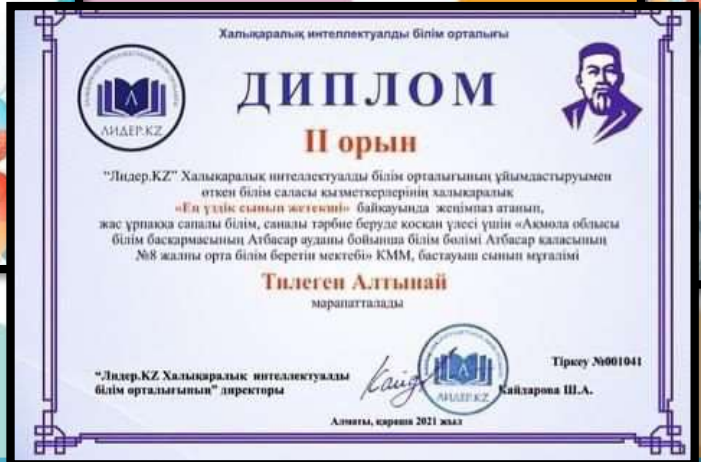 Халықаралық интеллектуалды білім орталығы
ЛИДЕР.KZ
ДИПЛОМ
II орын
“Лидер.KZ” Халықаралық интеллектуалды білім орталығының ұйымдастыруымен
өткен білім саласы қызметкерлерінің халықаралық
«Ең үздік сынып жетекші» байқауында жеңімпаз атанып,
жас ұрпаққа сапалы білім, саналы тәрбие беруде қосқан үлесі үшін «Ақмола облысы
білім басқармасының Атбасар ауданы бойынша білім бөлімі Атбасар қаласының
№8 жалпы орта білім беретін мектебі» КММ, бастауыш сынып мұғалімі
Тилеген Алтынай
марапатталады
“Лидер.KZ Халықаралық интеллектуалды
білім орталығының” директоры
ЛИДЕР.KZ
Тіркеу №001041
Кайдарова Ш.А.
Алматы, қараша 2021 жыл